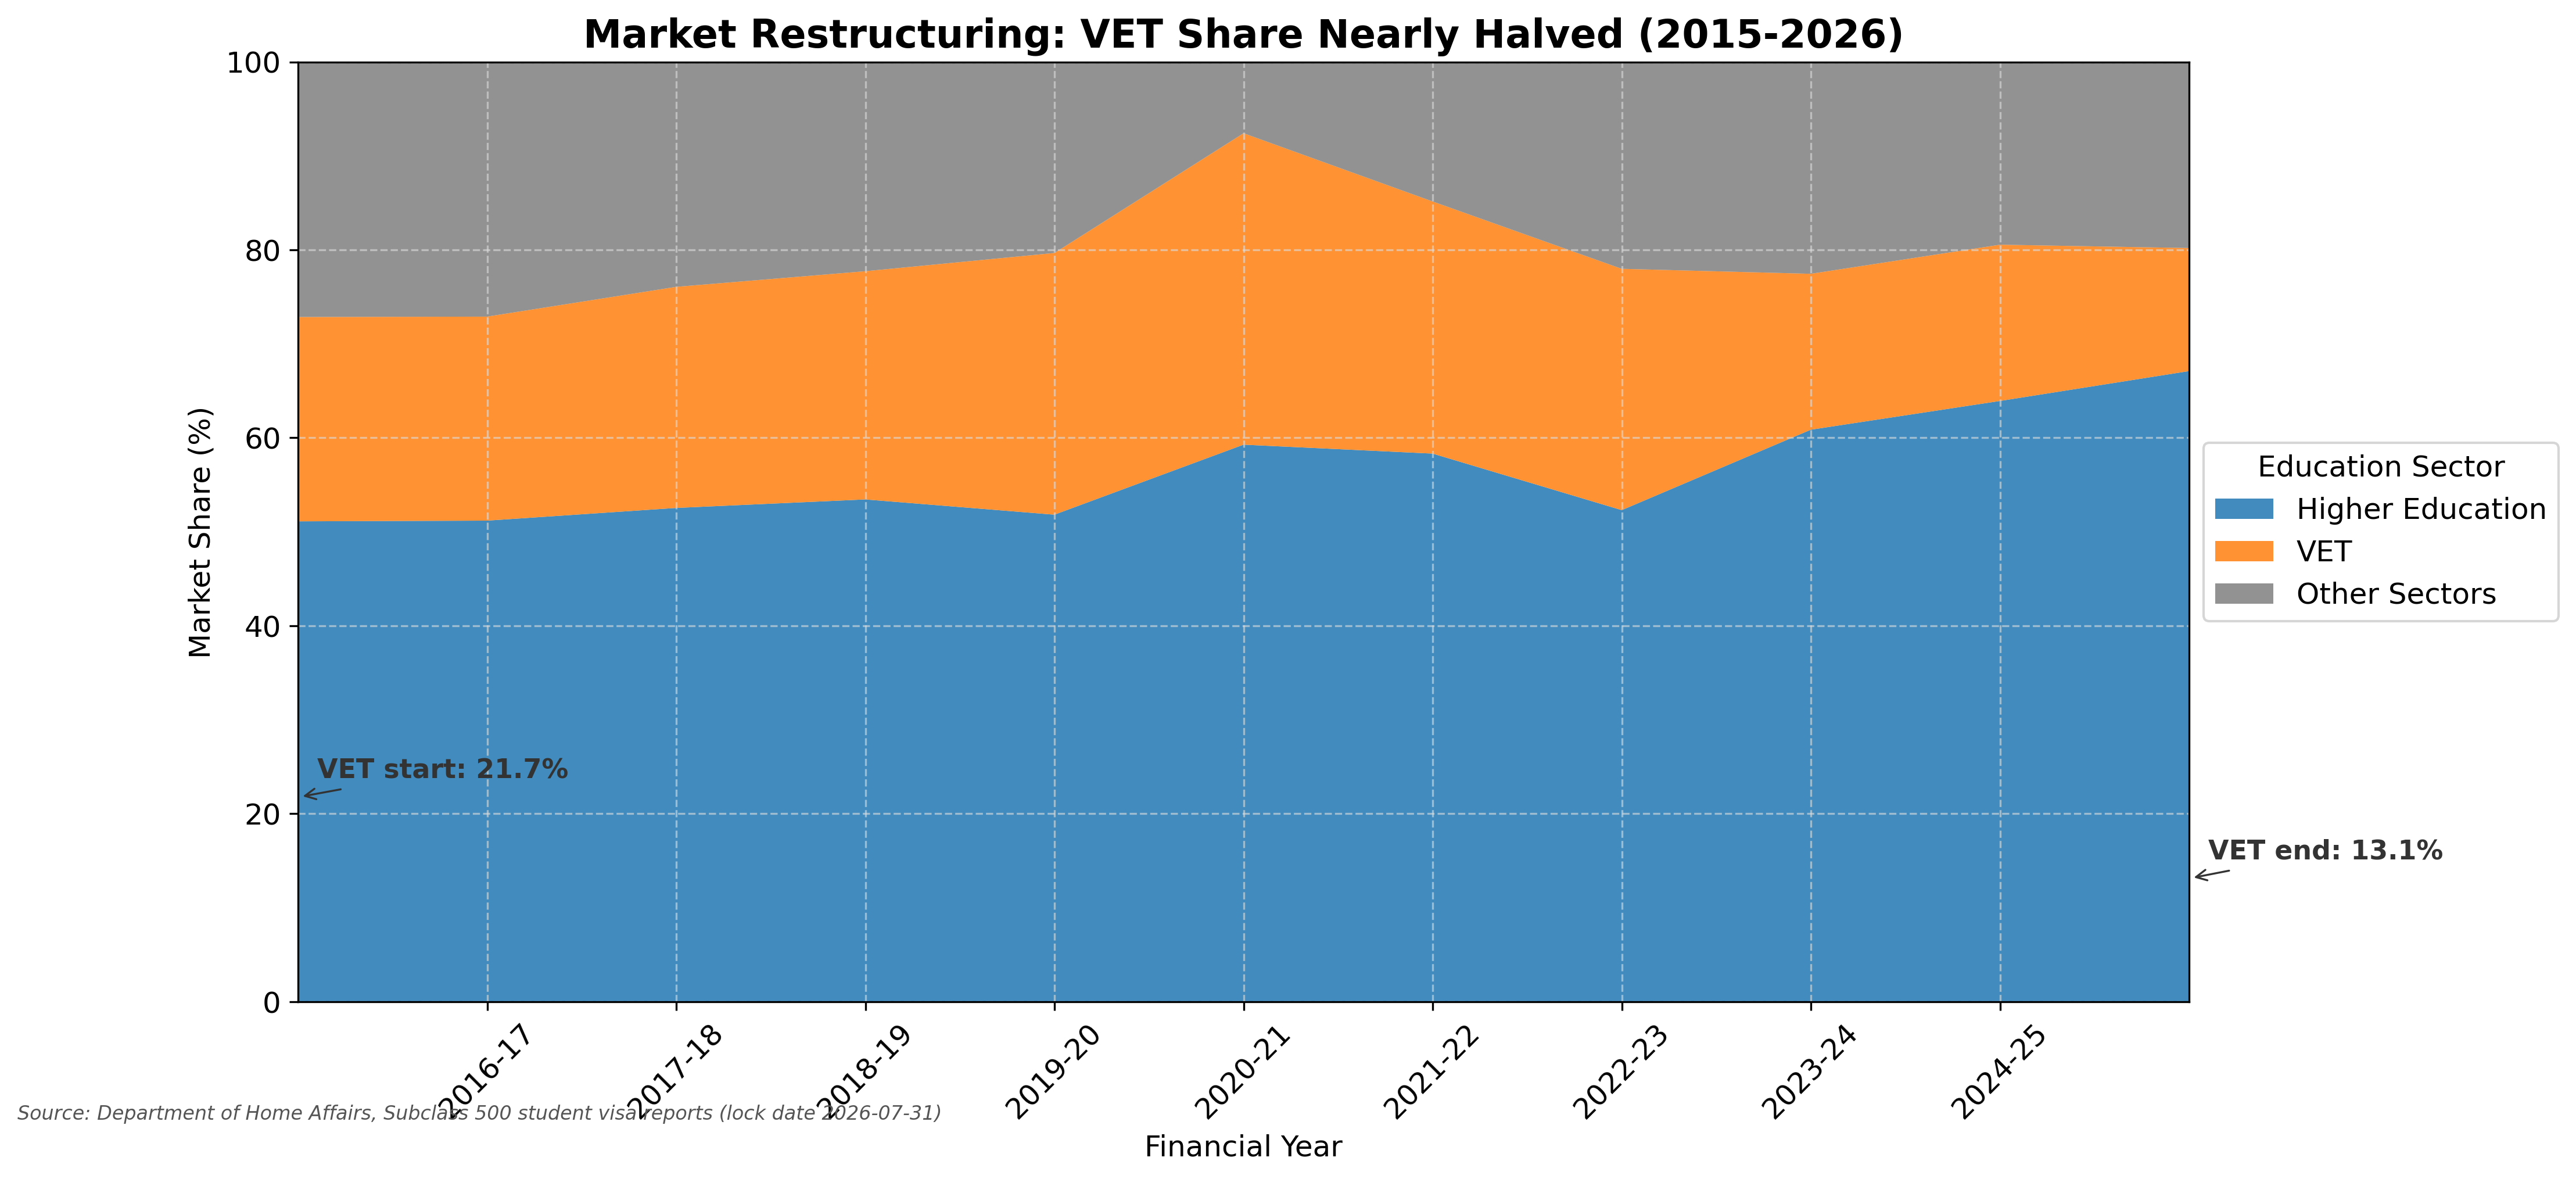 Market Restructuring: VET Share Nearly Halved (2015-2026)
Market Share (%)
100
80
60
40
20
0
VET start: 21.7%
VET end: 13.1%
Education Sector
Higher Education
VET
Other Sectors
2016-17
2017-18
2018-19
2019-20
2020-21
2021-22
2022-23
2023-24
2024-25
Source: Department of Home Affairs, Subclass 500 student visa reports (lock date 2026-07-31)
Financial Year